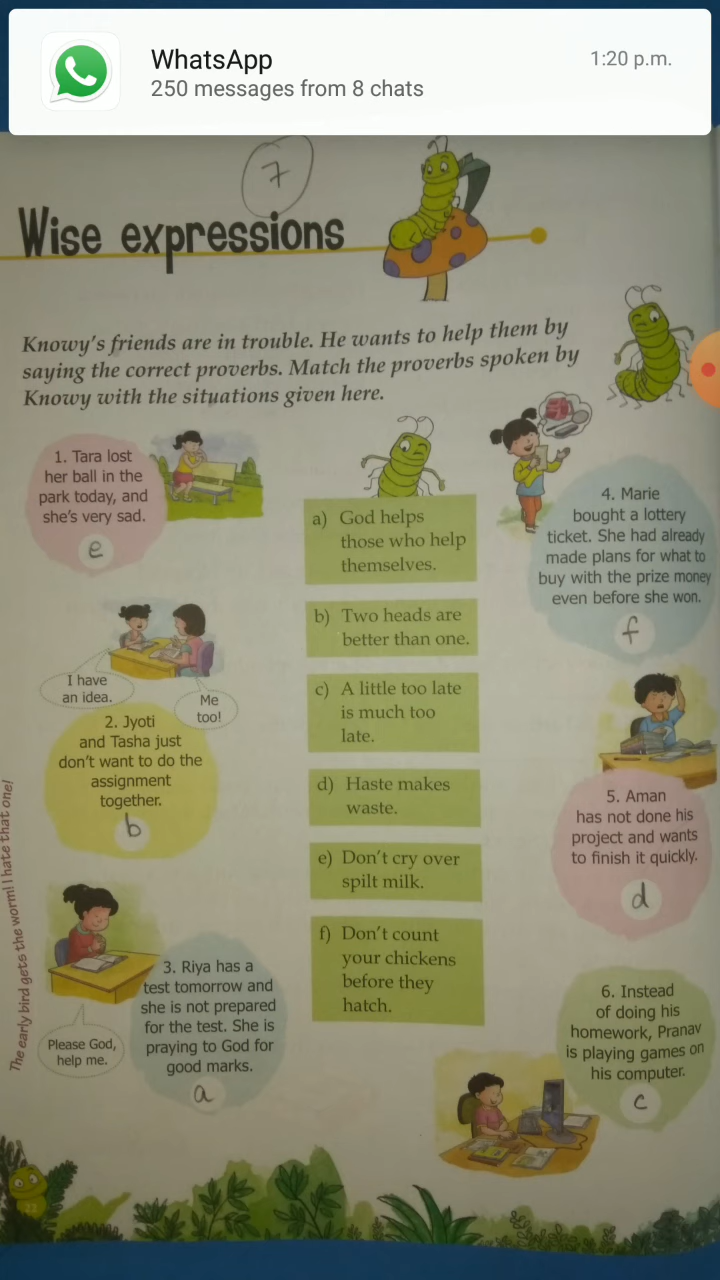 WhatsApp
1:20 p.m.
250 messages from 8 chats
7
Wise expressions
Knowy's friends are in trouble. He wants to help them by
saying the correct proverbs. Match the proverbs spoken by
Knowy with the situations given here.
1. Tara lost
her ball in the
park today, and
she's very sad.
e
I have
an idea.
Me
too!
2. Jyoti
and Tasha just
don't want to do the
assignment
together.
b
3. Riya has a
test tomorrow and
she is not prepared
for the test. She is
praying to God for
good marks.
a
Please God,
help me.
a) God helps
those who help
themselves.
b) Two heads are
better than one.
c) A little too late
is much too
late.
d) Haste makes
waste.
e) Don't cry over
spilt milk.
f) Don't count
your chickens
before they
hatch.
4. Marie
bought a lottery
ticket. She had already
made plans for what to
buy with the prize money
even before she won.
f
5. Aman
has not done his
project and wants
to finish it quickly.
d
6. Instead
of doing his
homework, Pranav
is playing games on
his computer.
c
The early bird gets the worm! I hate that one!
22